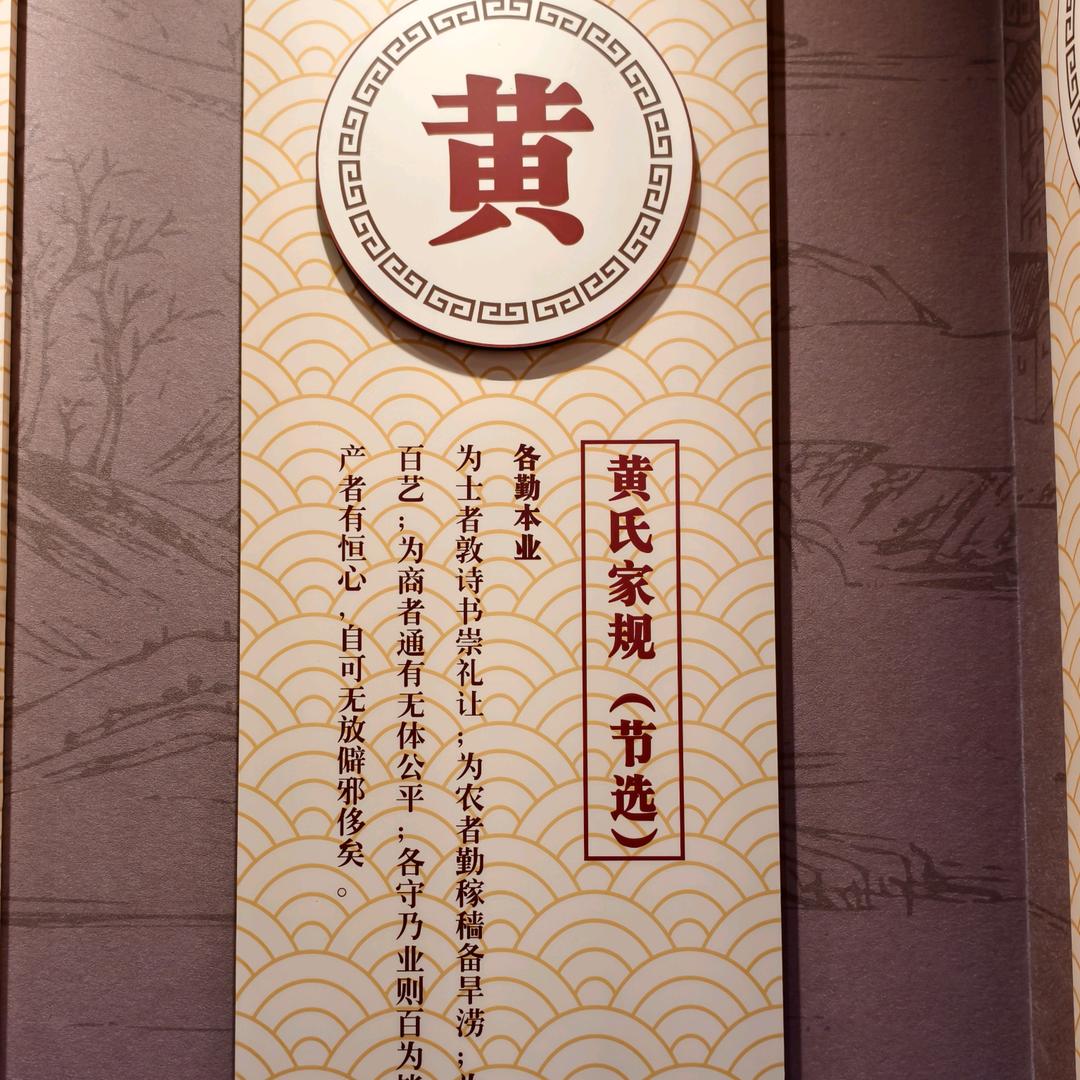 黄
黄氏家规（节选）
各勤本业
为士者敦诗书崇礼让；为农者勤稼穑备旱涝；
百艺；为商者通有无体公平；各守乃业则百为
产者有恒心，自可无放僻邪侈矣。